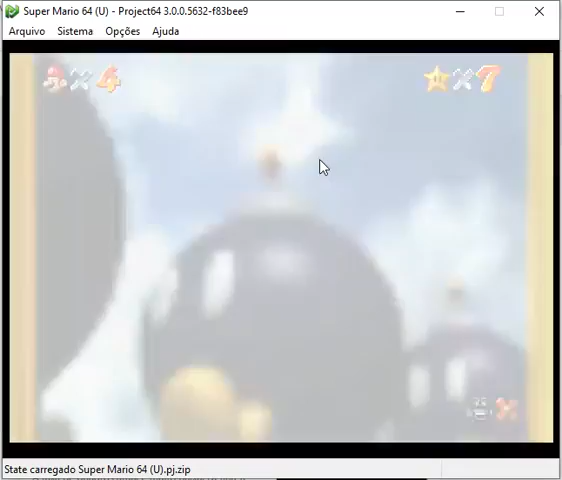 Super Mario 64 (U) - Project64 3.0.0.5632-f83bee9
Arquivo Sistema Opções Ajuda
×4 ×7
State carregado Super Mario 64 (U).pj.zip